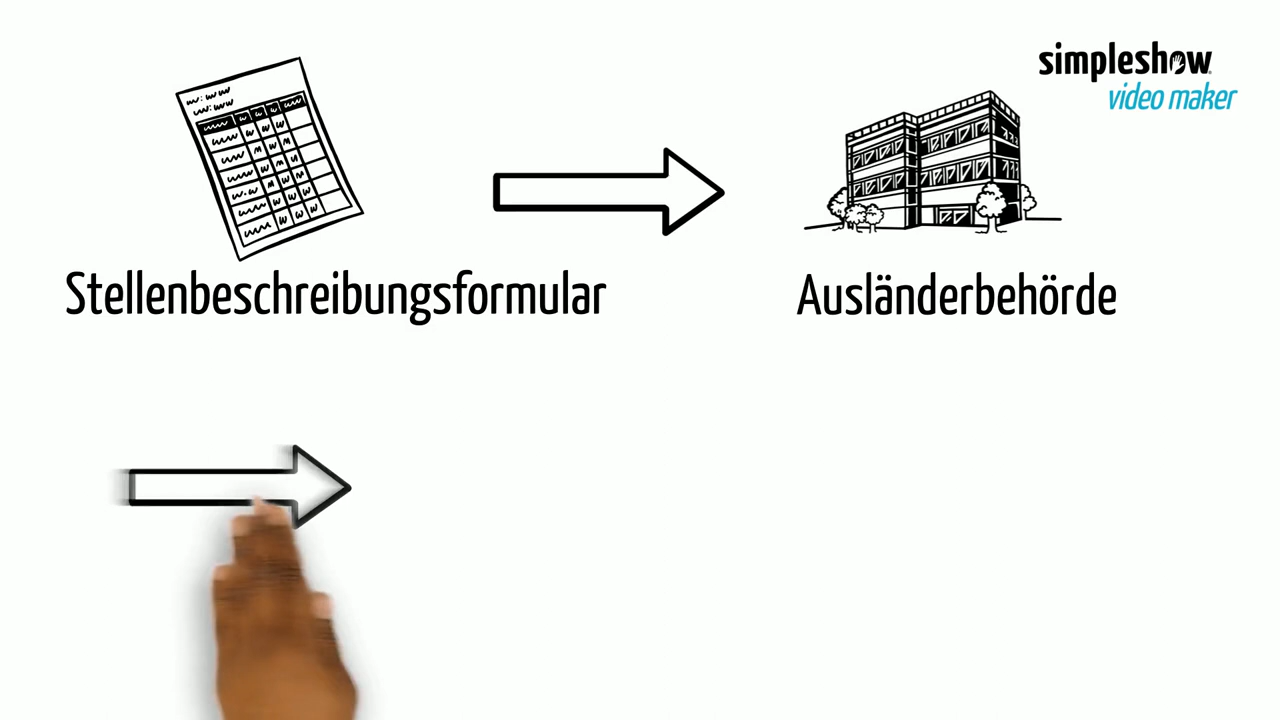 simpleshow
video maker
Stellenbeschreibungsformular
Ausländerbehörde